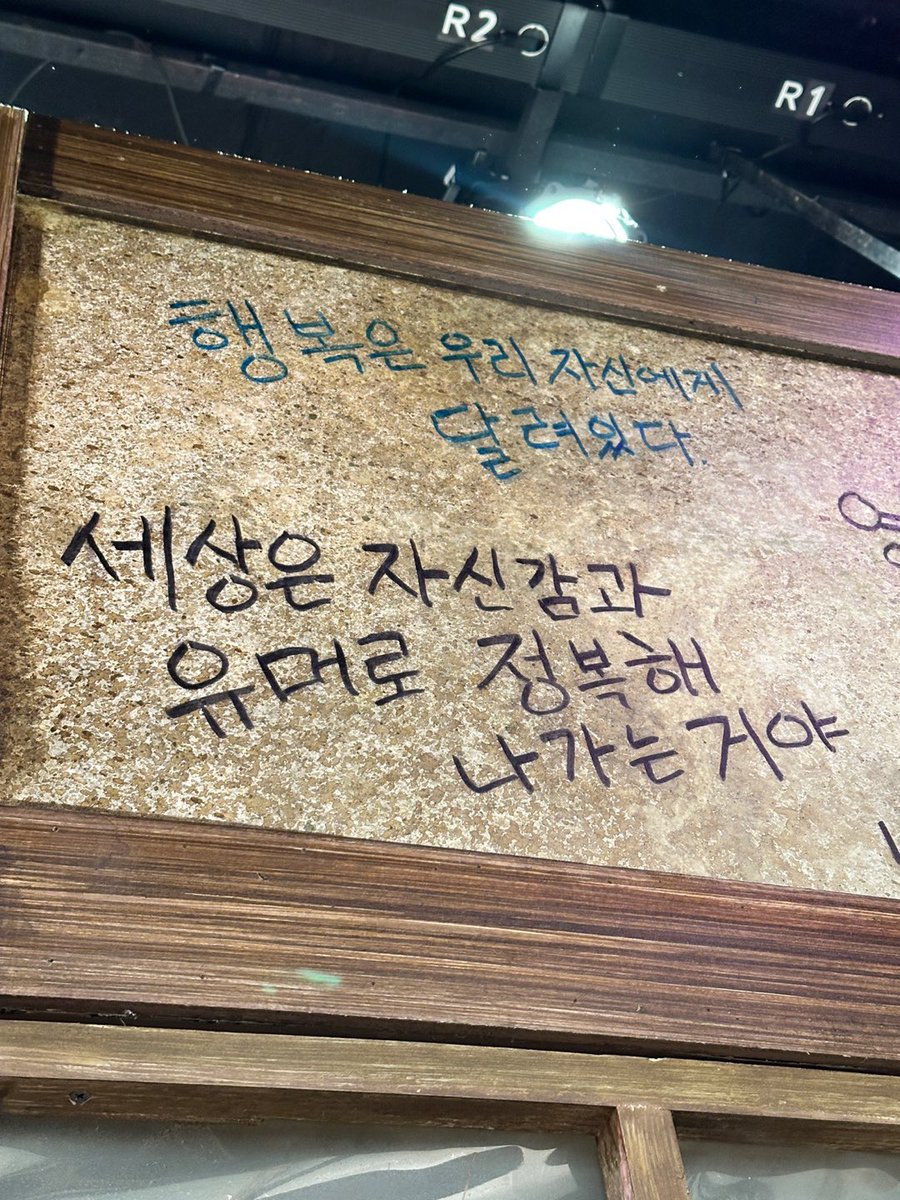 R2
R1
행복은 우리 자신에게
달려있다.
세상은 자신감과
유머로 정복해
나가는거야